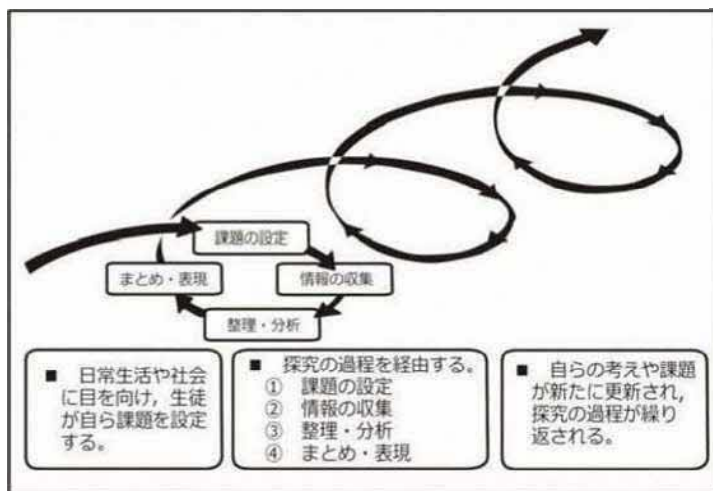 課題の設定
まとめ・表現
情報の収集
整理・分析
■ 日常生活や社会
に目を向け，生徒
が自ら課題を設定
する。
■ 探究の過程を経由する。
① 課題の設定
② 情報の収集
③ 整理・分析
④ まとめ・表現
■ 自らの考えや課題
が新たに更新され，
探究の過程が繰り
返される。